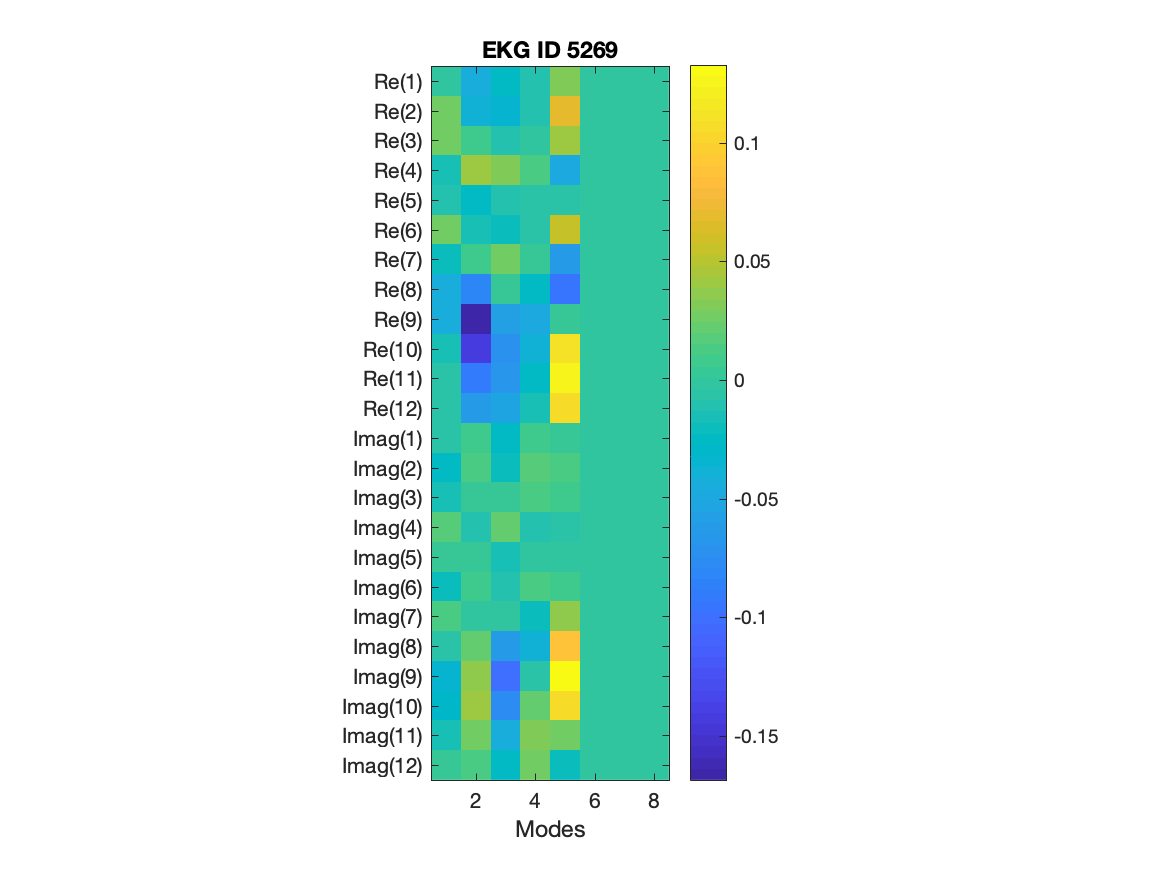 EKG ID 5269
Re(1)
Re(2)
Re(3)
Re(4)
Re(5)
Re(6)
Re(7)
Re(8)
Re(9)
Re(10)
Re(11)
Re(12)
Imag(1)
Imag(2)
Imag(3)
Imag(4)
Imag(5)
Imag(6)
Imag(7)
Imag(8)
Imag(9)
Imag(10)
Imag(11)
Imag(12)
2 4 6 8
Modes
0.1
0.05
0
-0.05
-0.1
-0.15